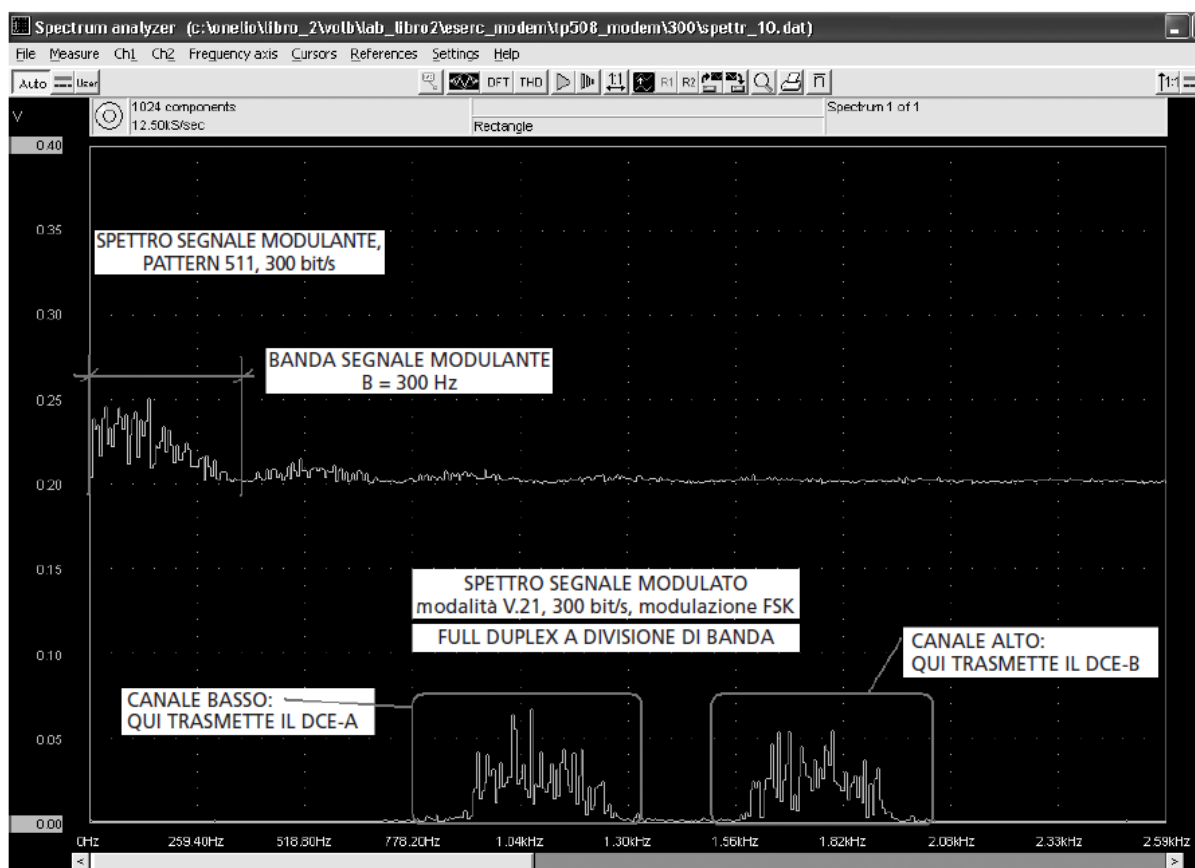 Spectrum analyzer (c:\onelio\libro_2\volb\lab_libro2\eserc_modem\tp508_modem\300\spettr_10.dat)
File Measure Ch1 Ch2 Frequency axis Cursors References Settings Help
Auto User DFT THD 1:1 R1 R2 1:1
V
1024 components
12.50kS/sec
Rectangle
Spectrum 1 of 1
0.40
0.35
SPETTRO SEGNALE MODULANTE,
PATTERN 511, 300 bit/s
0.30
BANDA SEGNALE MODULANTE
B = 300 Hz
0.25
0.20
0.15
SPETTRO SEGNALE MODULATO
modalità V.21, 300 bit/s, modulazione FSK
FULL DUPLEX A DIVISIONE DI BANDA
0.10
CANALE ALTO:
QUI TRASMETTE IL DCE-B
CANALE BASSO:
QUI TRASMETTE IL DCE-A
0.05
0.00
0Hz 259.40Hz 518.80Hz 778.20Hz 1.04kHz 1.30kHz 1.56kHz 1.82kHz 2.08kHz 2.33kHz 2.59kHz